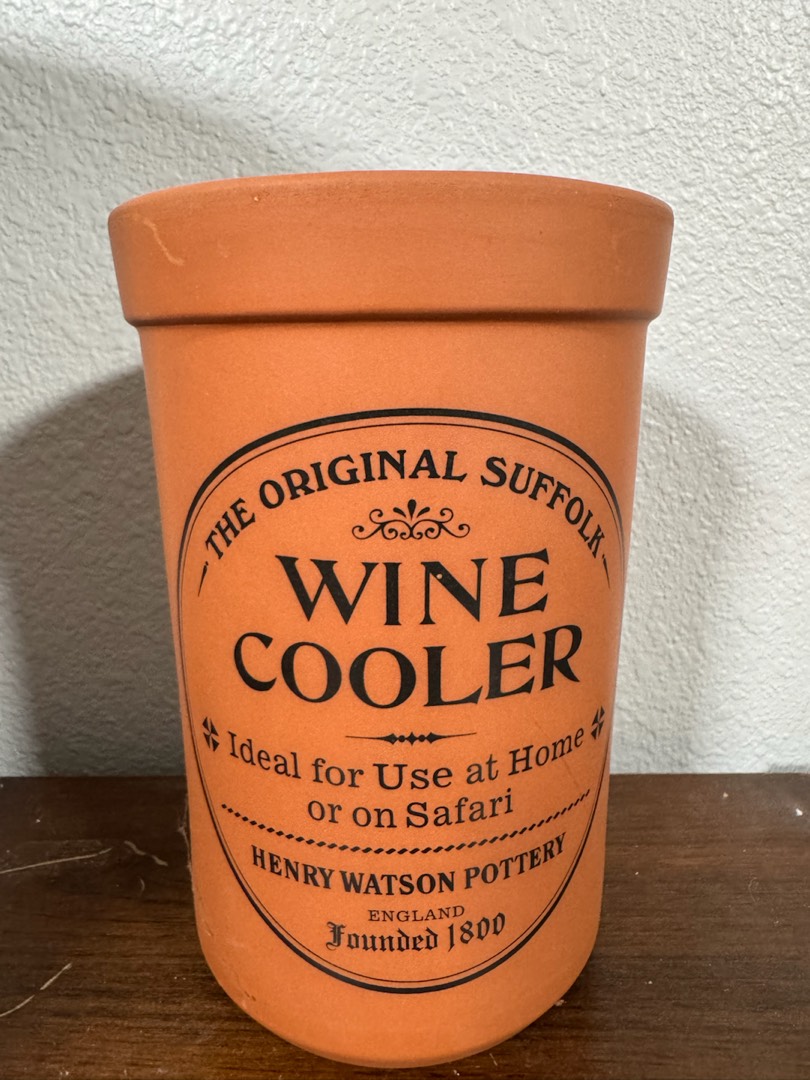 THE ORIGINAL SUFFOLK
WINE
COOLER
Ideal for Use at Home
or on Safari
HENRY WATSON POTTERY
ENGLAND
Founded 1800